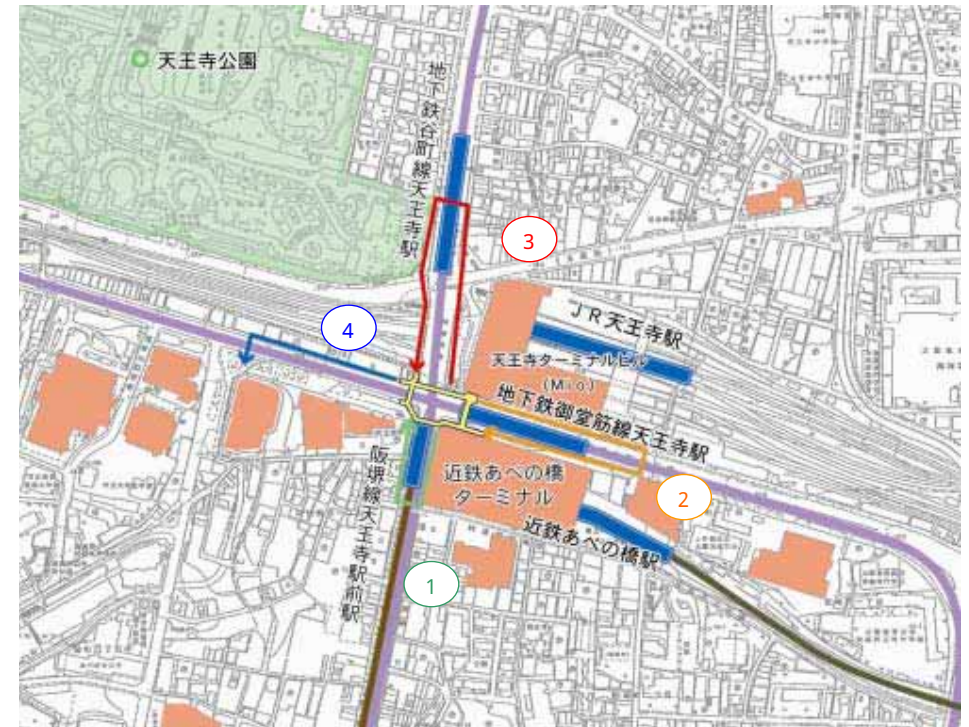 天王寺公園
地下鉄谷町線天王寺駅
3
4
JR天王寺駅
天王寺ターミナルビル
(Mio)
地下鉄御堂筋線天王寺駅
近鉄あべの橋
ターミナル
2
近鉄あべの橋駅
阪堺線天王寺駅前駅
1